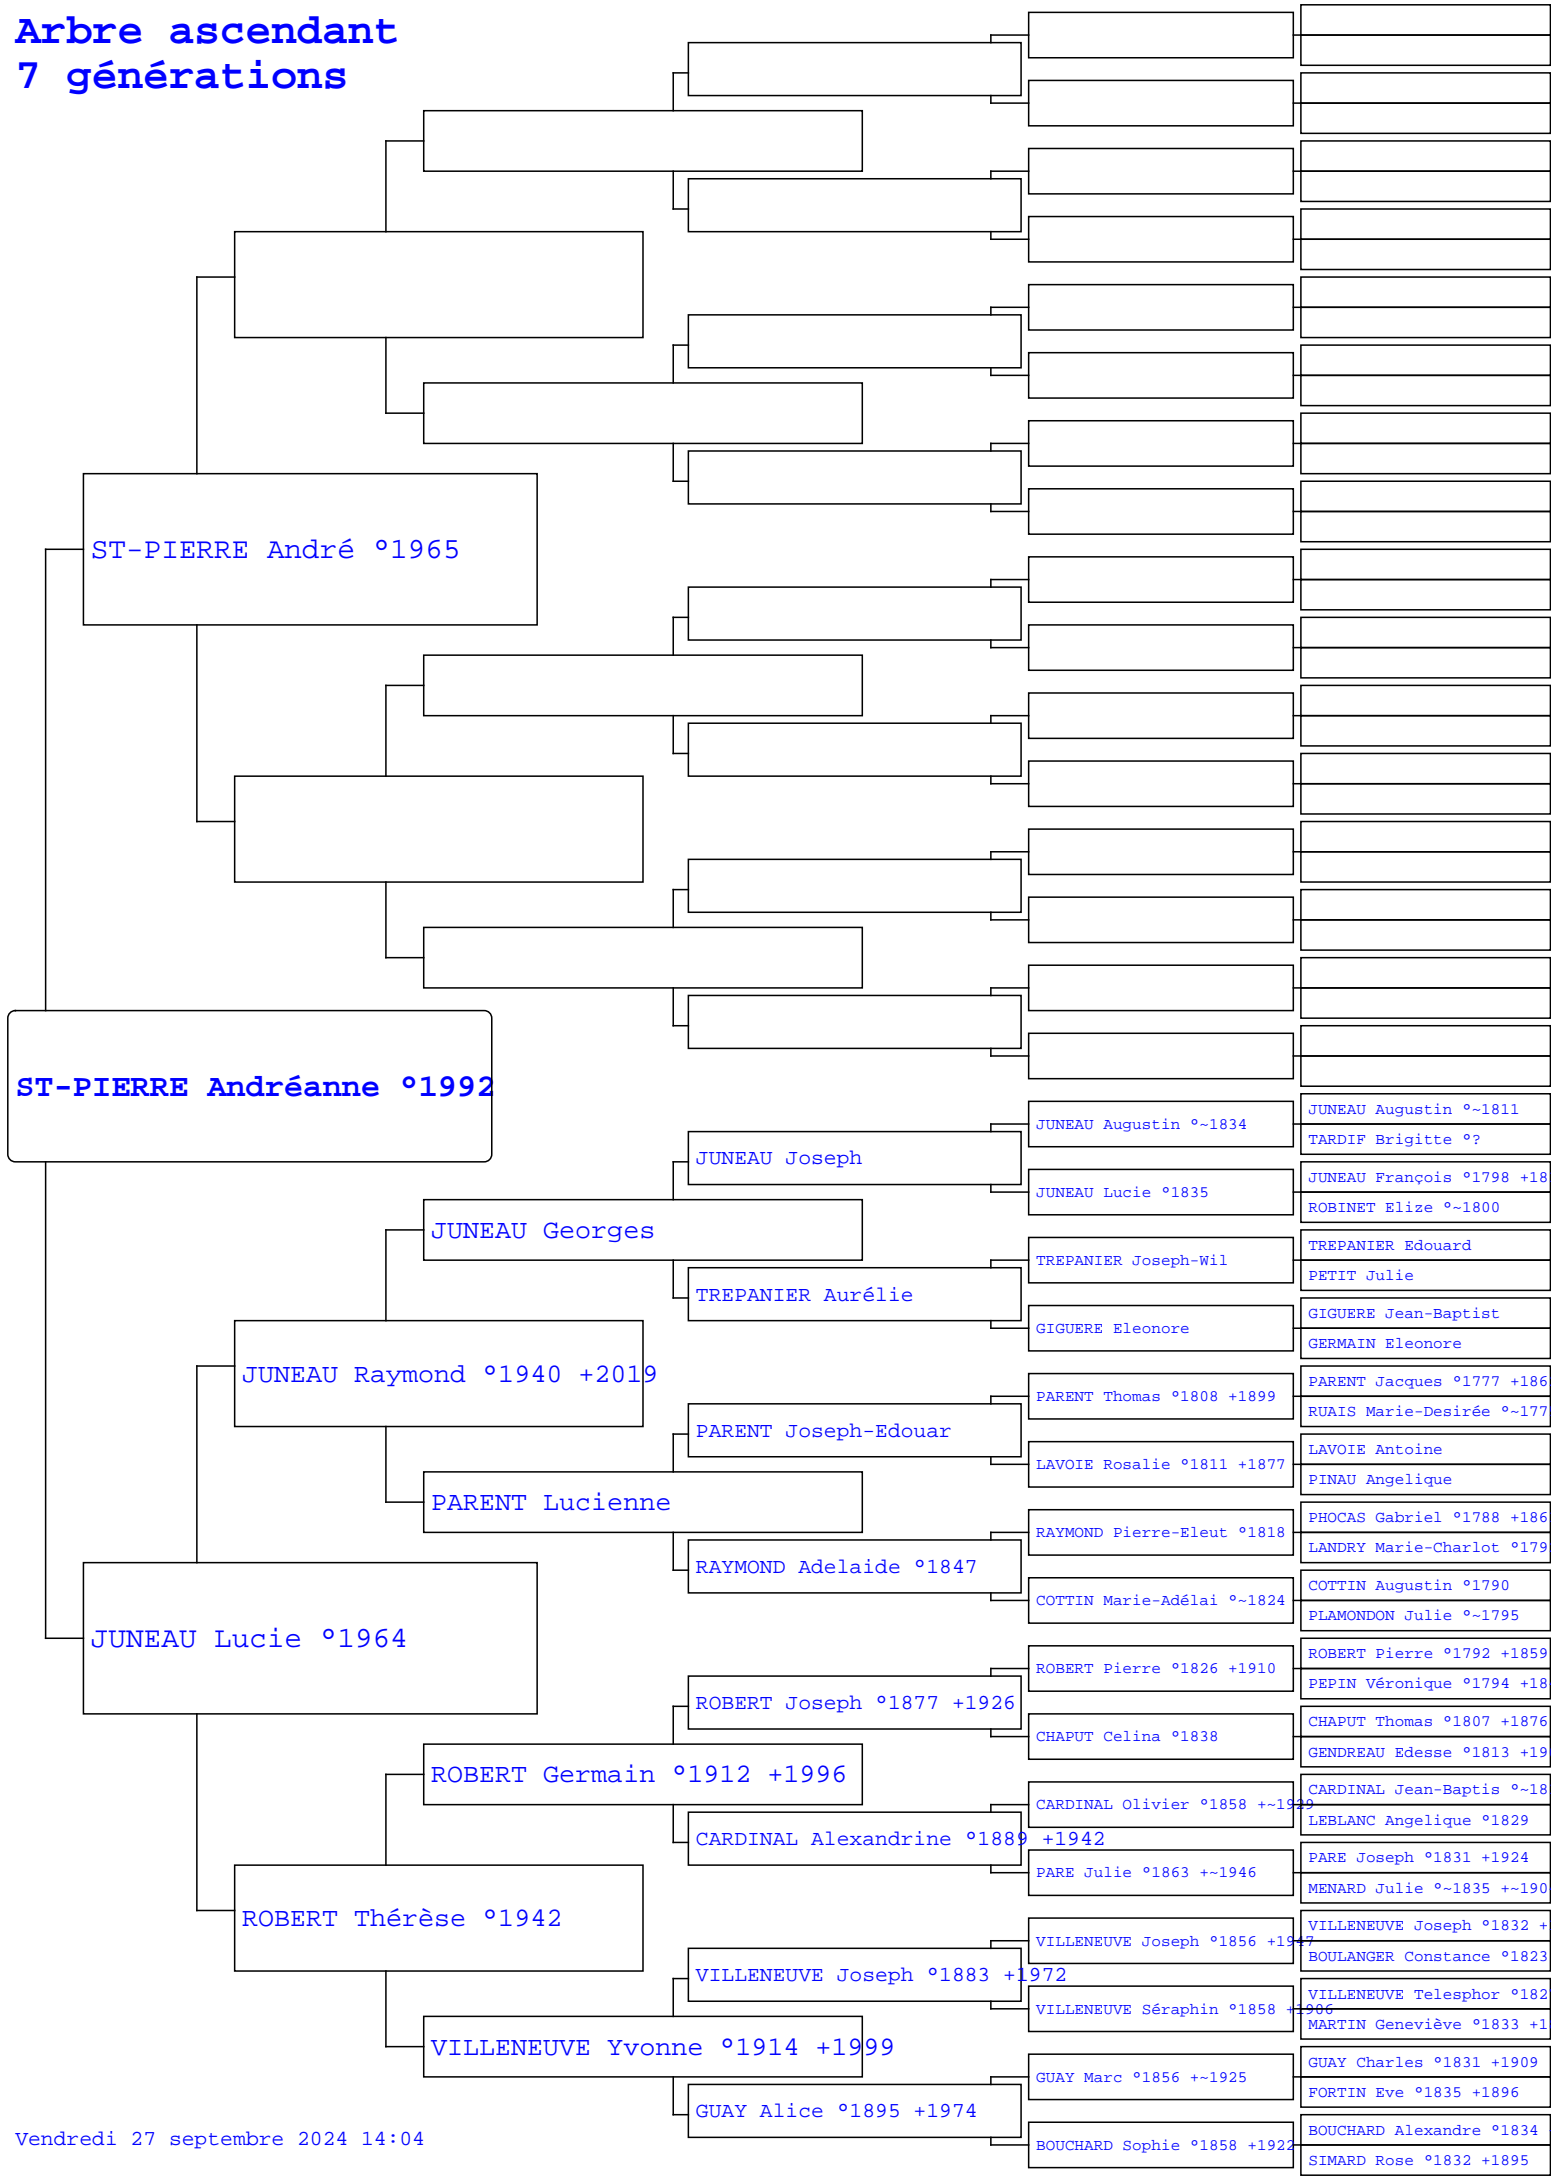 Arbre ascendant
7 générations
ST-PIERRE André °1965
ST-PIERRE Andréanne °1992
JUNEAU Augustin °~1811
JUNEAU Augustin °~1834
TARDIF Brigitte °?
JUNEAU Joseph
JUNEAU François °1798 +18
JUNEAU Lucie °1835
ROBINET Elize °~1800
JUNEAU Georges
TREPANIER Edouard
TREPANIER Joseph-Wil
PETIT Julie
TREPANIER Aurélie
GIGUERE Jean-Baptist
GIGUERE Eleonore
GERMAIN Eleonore
JUNEAU Raymond °1940 +2019
PARENT Jacques °1777 +186
PARENT Thomas °1808 +1899
RUAIS Marie-Desirée °~177
PARENT Joseph-Edouar
LAVOIE Antoine
LAVOIE Rosalie °1811 +1877
PINAU Angelique
PARENT Lucienne
PHOCAS Gabriel °1788 +186
RAYMOND Pierre-Eleut °1818
LANDRY Marie-Charlot °179
RAYMOND Adelaide °1847
COTTIN Augustin °1790
COTTIN Marie-Adélai °~1824
PLAMONDON Julie °~1795
JUNEAU Lucie °1964
ROBERT Pierre °1792 +1859
ROBERT Pierre °1826 +1910
PEPIN Véronique °1794 +18
ROBERT Joseph °1877 +1926
CHAPUT Thomas °1807 +1876
CHAPUT Celina °1838
GENDREAU Edesse °1813 +19
ROBERT Germain °1912 +1996
CARDINAL Jean-Baptis °~18
CARDINAL Olivier °1858 +~1929
LEBLANC Angelique °1829
CARDINAL Alexandrine °1889 +1942
PARE Joseph °1831 +1924
PARE Julie °1863 +~1946
MENARD Julie °~1835 +~190
ROBERT Thérèse °1942
VILLENEUVE Joseph °1832 +
VILLENEUVE Joseph °1856 +1947
BOULANGER Constance °1823
VILLENEUVE Joseph °1883 +1972
VILLENEUVE Telesphor °182
VILLENEUVE Séraphin °1858 +1906
MARTIN Geneviève °1833 +1
VILLENEUVE Yvonne °1914 +1999
GUAY Charles °1831 +1909
GUAY Marc °1856 +~1925
FORTIN Eve °1835 +1896
GUAY Alice °1895 +1974
BOUCHARD Alexandre °1834
BOUCHARD Sophie °1858 +1922
SIMARD Rose °1832 +1895
Vendredi 27 septembre 2024 14:04